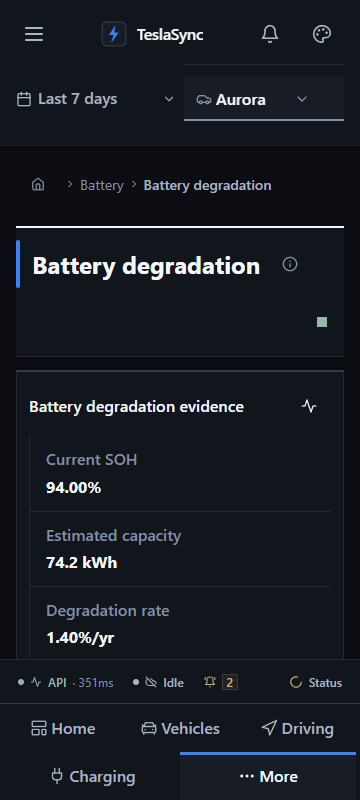 TeslaSync
Last 7 days
Aurora
Battery
Battery degradation
Battery degradation
Battery degradation evidence
Current SOH
94.00%
Estimated capacity
74.2 kWh
Degradation rate
1.40%/yr
API · 351ms
Idle
2
Status
Home
Vehicles
Driving
Charging
More